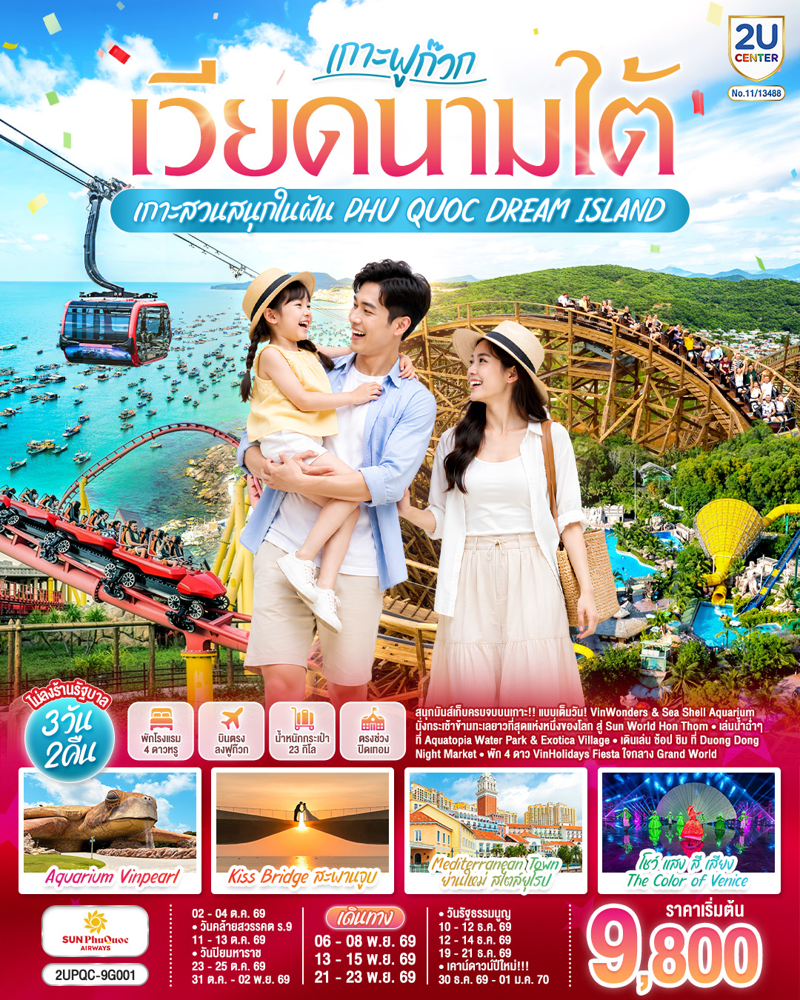 2U
CENTER
No.11/13488
เกาะฟูก๊วก
เวียดนามใต้
เกาะสวนสนุกในฝัน PHU QUOC DREAM ISLAND
ไม่ลงร้านรัฐบาล
3วัน
2คืน
พักโรงแรม
4 ดาวหรู
บินตรง
ลงฟูก๊วก
น้ำหนักกระเป๋า
23 กิโล
ตรงช่วง
ปิดเทอม
สนุกมันส์เก็บครบจบบนเกาะ!! แบบเต็มวัน! VinWonders & Sea Shell Aquarium
นั่งกระเช้าข้ามทะเลยาวที่สุดแห่งหนึ่งของโลก สู่ Sun World Hon Thom • เล่นน้ำฉ่ำๆ
ที่ Aquatopia Water Park & Exotica Village • เดินเล่น ช้อป ชิม ที่ Duong Dong
Night Market • พัก 4 ดาว VinHolidays Fiesta ใจกลาง Grand World
Aquarium Vinpearl
Kiss Bridge สะพานจูบ
Mediterranean Town
ย่านใหม่ สไตล์ยุโรป
โชว์ แสง สี เสียง
The Color of Venice
SUN PhuQuoc
AIRWAYS
2UPQC-9G001
02 - 04 ต.ค. 69
• วันคล้ายสวรรคต ร.9
11 - 13 ต.ค. 69
• วันปิยมหาราช
23 - 25 ต.ค. 69
31 ต.ค. - 02 พ.ย. 69
เดินทาง
06 - 08 พ.ย. 69
13 - 15 พ.ย. 69
21 - 23 พ.ย. 69
• วันรัฐธรรมนูญ
10 - 12 ธ.ค. 69
12 - 14 ธ.ค. 69
19 - 21 ธ.ค. 69
• เคาน์ดาวน์ปีใหม่!!!
30 ธ.ค. 69 - 01 ม.ค. 70
ราคาเริ่มต้น
9,800